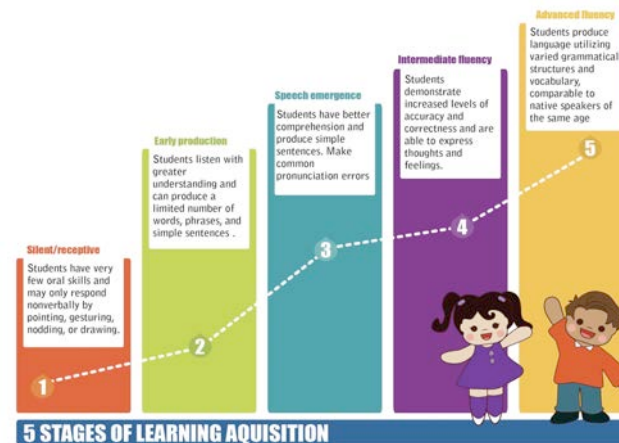 Advanced fluency
Students produce
language utilizing
varied grammatical
structures and
vocabulary,
comparable to
native speakers of
the same age
Intermediate fluency
Students
demonstrate
increased levels of
accuracy and
correctness and are
able to express
thoughts and
feelings.
Speech emergence
Students have better
comprehension and
produce simple
sentences. Make
common
pronunciation errors
Early production
Students listen with
greater
understanding and
can produce a
limited number of
words, phrases, and
simple sentences .
Silent/receptive
Students have very
few oral skills and
may only respond
nonverbally by
pointing, gesturing,
nodding, or drawing.
1
2
3
4
5
5 STAGES OF LEARNING AQUISITION